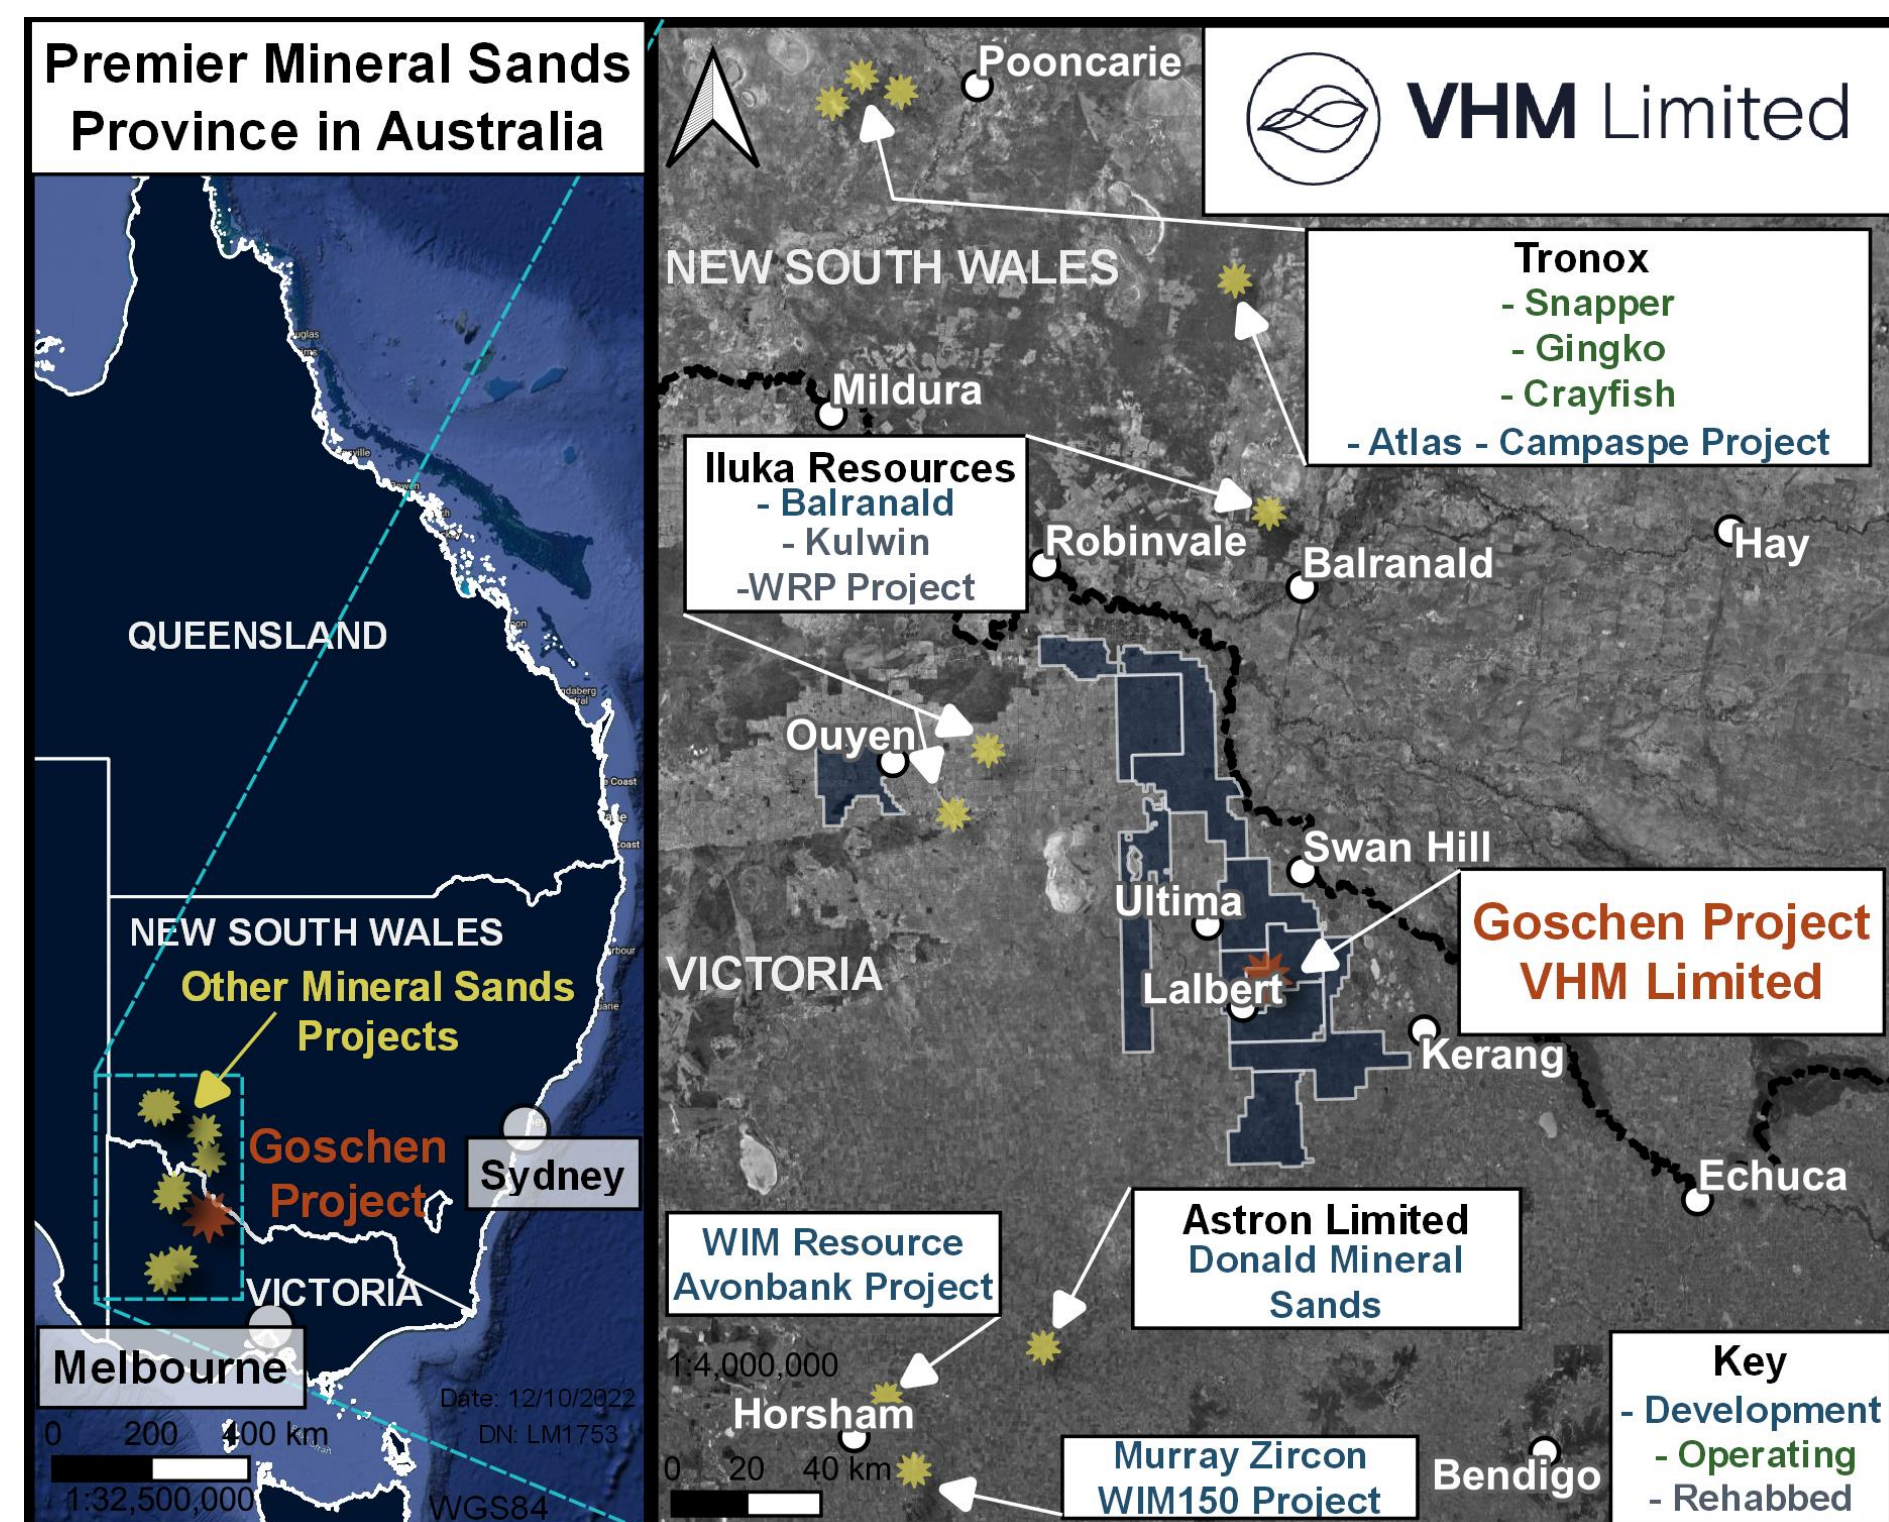 Premier Mineral Sands
Province in Australia
QUEENSLAND
NEW SOUTH WALES
Other Mineral Sands
Projects
Goschen
Project
Sydney
VICTORIA
Melbourne
Date: 12/10/2022
DN: LM1753
0 200 400 km
1:32,500,000
WGS84
Pooncarie
VHM Limited
NEW SOUTH WALES
Tronox
- Snapper
- Gingko
- Crayfish
- Atlas - Campaspe Project
Mildura
Iluka Resources
- Balranald
- Kulwin
-WRP Project
Robinvale
Balranald
Hay
Ouyen
Swan Hill
Ultima
Goschen Project
VHM Limited
VICTORIA
Lalbert
Kerang
Echuca
WIM Resource
Avonbank Project
Astron Limited
Donald Mineral
Sands
1:4,000,000
Horsham
0 20 40 km
Murray Zircon
WIM150 Project
Bendigo
Key
- Development
- Operating
- Rehabbed